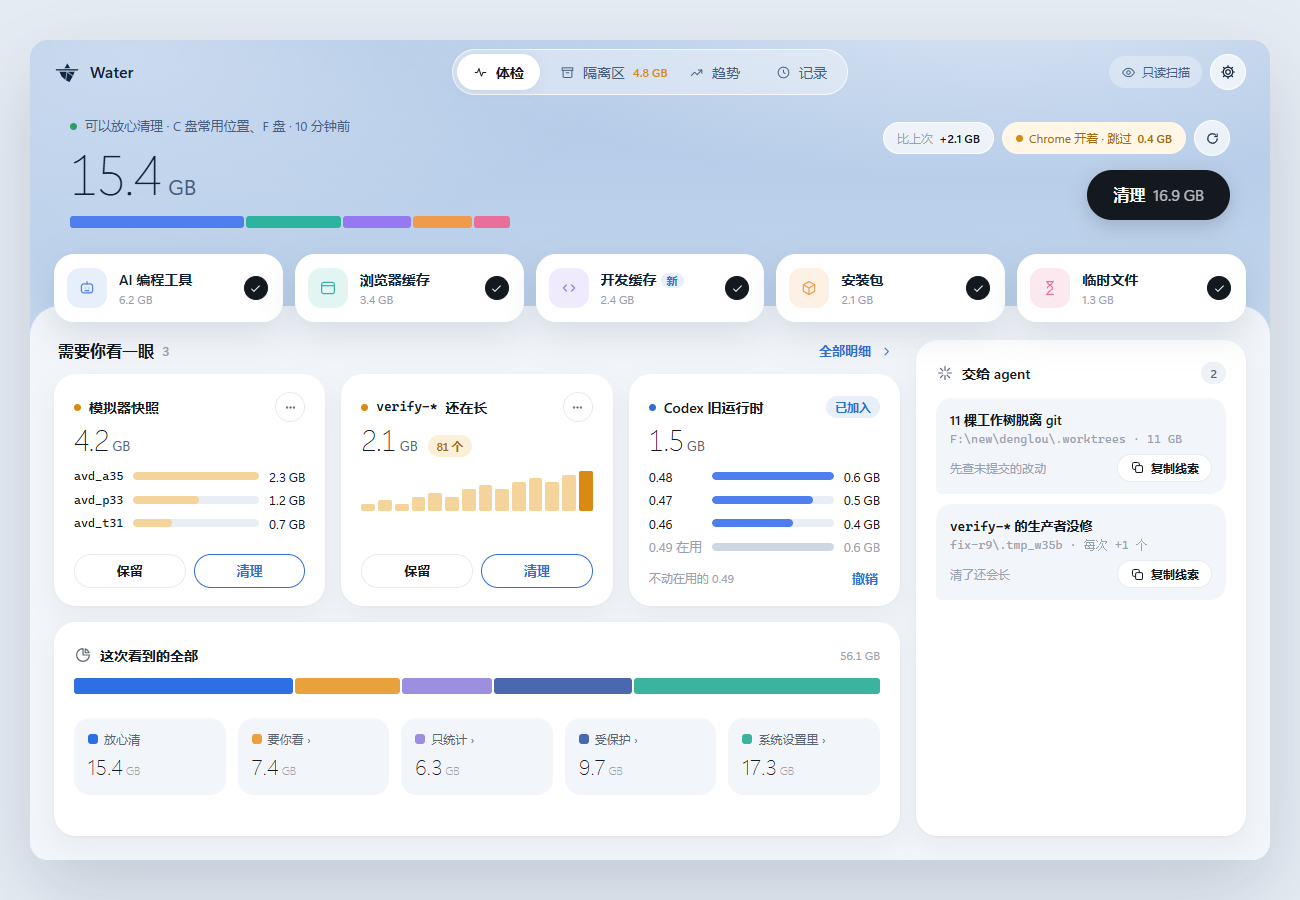 Water
体检
隔离区 4.8 GB
趋势
记录
只读扫描
可以放心清理 · C 盘常用位置、F 盘 · 10 分钟前
15.4 GB
比上次 +2.1 GB
Chrome 开着 · 跳过 0.4 GB
清理 16.9 GB
AI 编程工具
6.2 GB
浏览器缓存
3.4 GB
开发缓存 新
2.4 GB
安装包
2.1 GB
临时文件
1.3 GB
需要你看一眼 3
全部明细 ›
模拟器快照
4.2 GB
avd_a35 2.3 GB
avd_p33 1.2 GB
avd_t31 0.7 GB
保留
清理
verify-* 还在长
2.1 GB 81 个
保留
清理
Codex 旧运行时 已加入
1.5 GB
0.48 0.6 GB
0.47 0.5 GB
0.46 0.4 GB
0.49 在用 0.6 GB
不动在用的 0.49
撤销
交给 agent 2
11 棵工作树脱离 git
F:\new\denglou\.worktrees · 11 GB
先查未提交的改动
复制线索
verify-* 的生产者没修
fix-r9\.tmp_w35b · 每次 +1 个
清了还会长
复制线索
这次看到的全部 56.1 GB
放心清
15.4 GB
要你看 ›
7.4 GB
只统计 ›
6.3 GB
受保护 ›
9.7 GB
系统设置里 ›
17.3 GB